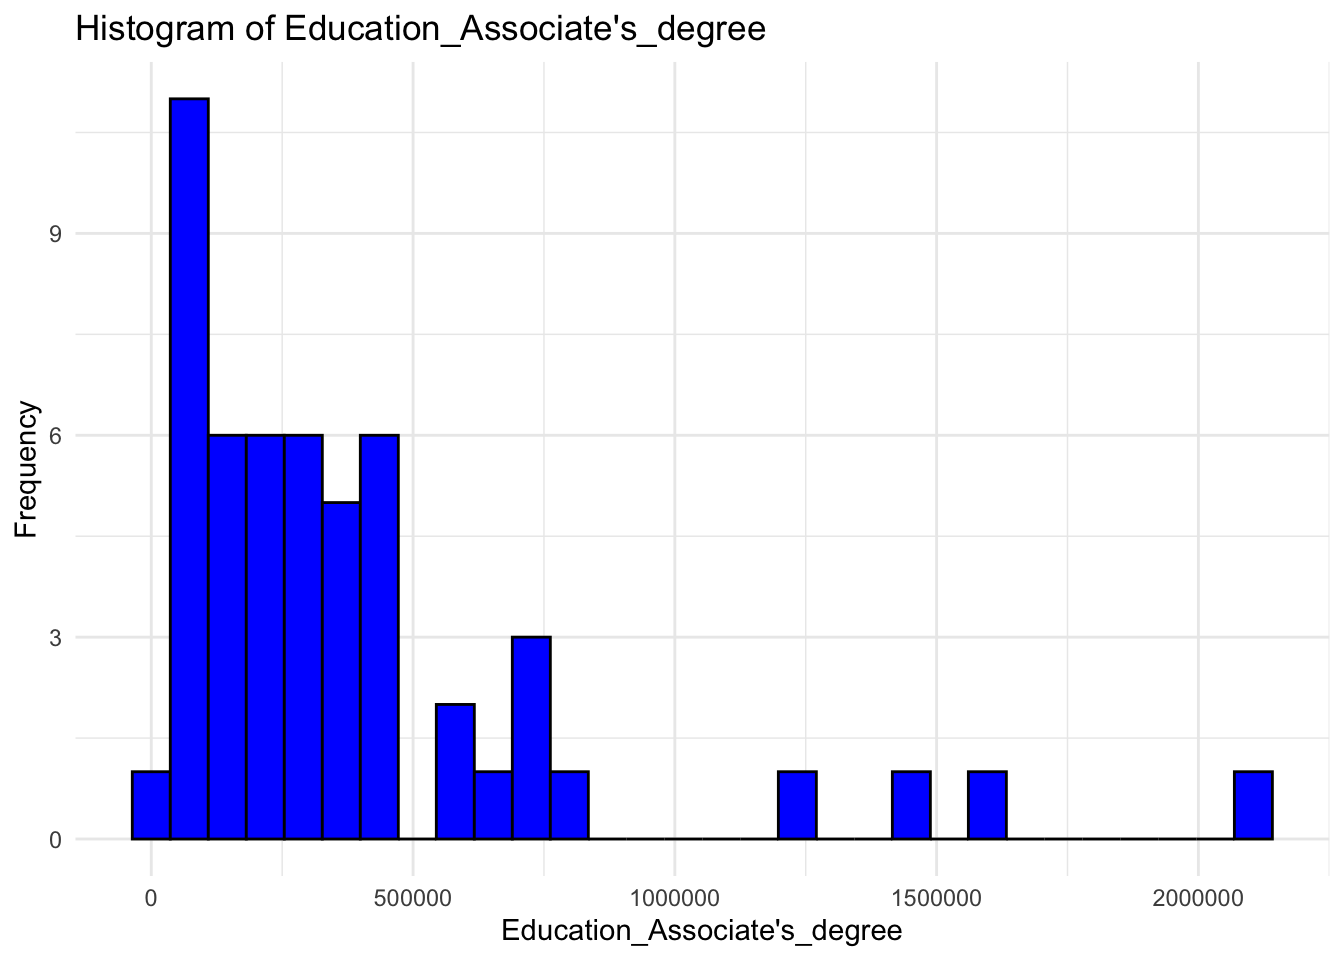 Histogram of Education_Associate's_degree
Frequency
9
6
3
0
0 500000 1000000 1500000 2000000
Education_Associate's_degree